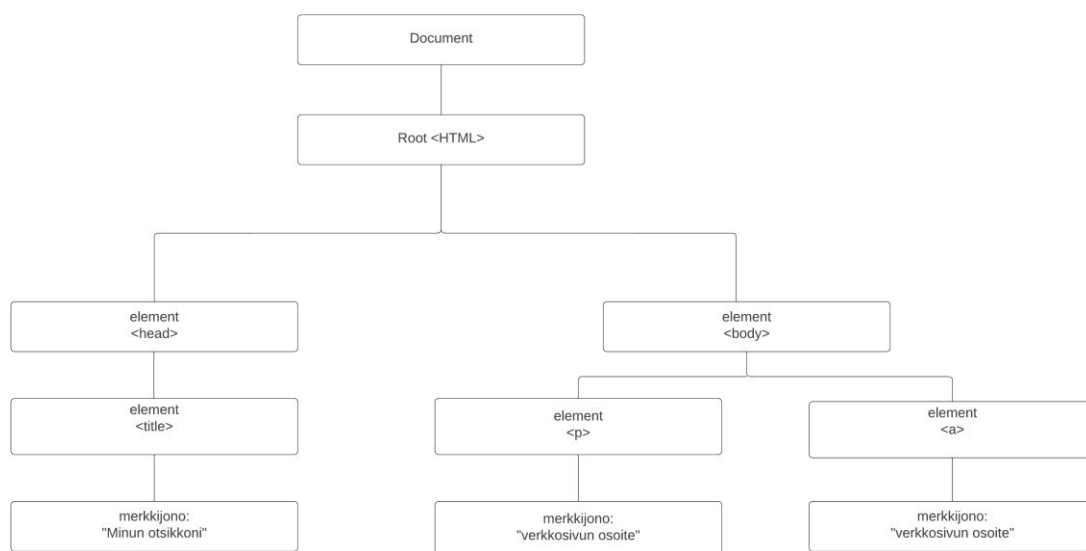 Document
Root <HTML>
element
<head>
element
<body>
element
<title>
element
<p>
element
<a>
merkkijono:
"Minun otsikkoni"
merkkijono:
"verkkosivun osoite"
merkkijono:
"verkkosivun osoite"